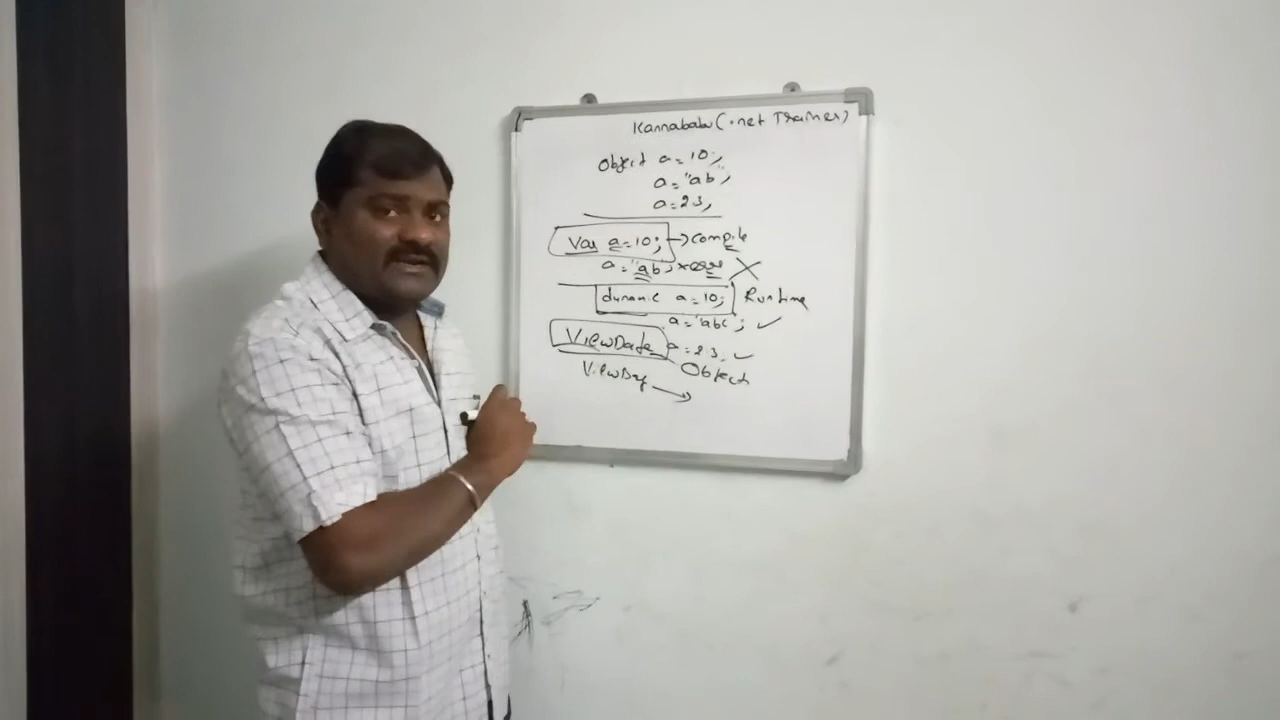 Kannababu (.net Trainer)
Object a=10;
a="ab";
a=23;
Var a=10; → Compile
a="ab"; × error ×
dynamic a=10; Runtime
a="abc"; ✓
ViewData a=23; ✓
Object
ViewBag →